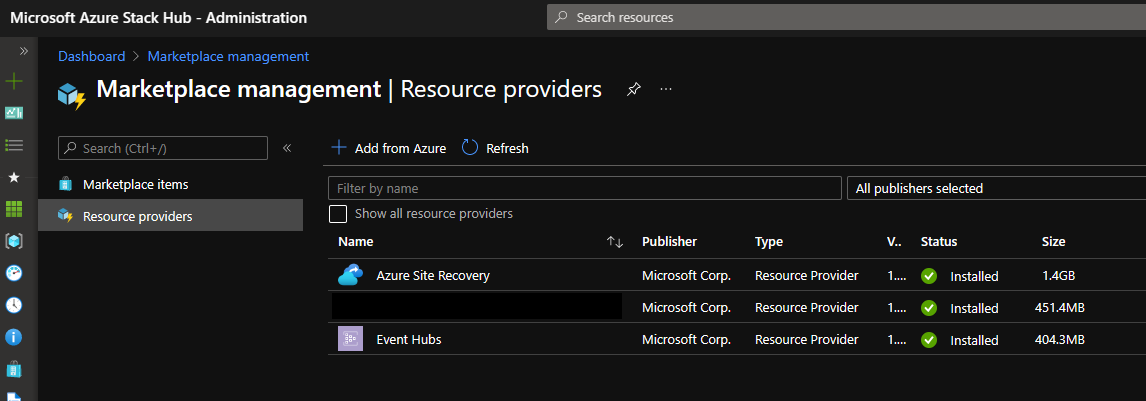 Microsoft Azure Stack Hub - Administration
Search resources
Dashboard > Marketplace management
Marketplace management | Resource providers
Search (Ctrl+/)
Marketplace items
Resource providers
Add from Azure Refresh
Filter by name All publishers selected
Show all resource providers
Name Publisher Type V.. Status Size
Azure Site Recovery Microsoft Corp. Resource Provider 1.... Installed 1.4GB
Microsoft Corp. Resource Provider 1.... Installed 451.4MB
Event Hubs Microsoft Corp. Resource Provider 1.... Installed 404.3MB